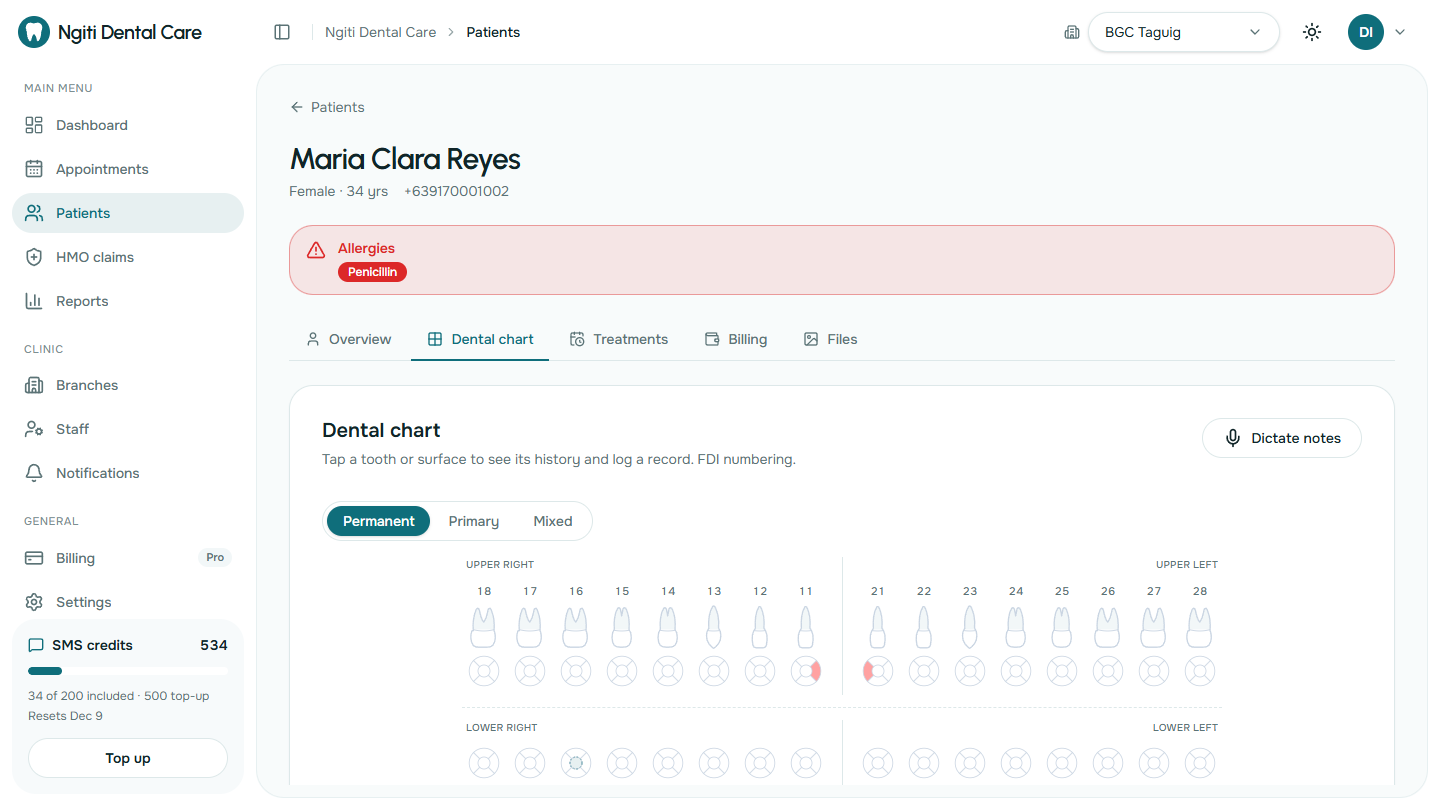 Ngiti Dental Care
Ngiti Dental Care > Patients
BGC Taguig
DI
MAIN MENU
Dashboard
Appointments
Patients
HMO claims
Reports
CLINIC
Branches
Staff
Notifications
GENERAL
Billing Pro
Settings
SMS credits 534
34 of 200 included · 500 top-up
Resets Dec 9
Top up
Patients
Maria Clara Reyes
Female · 34 yrs +639170001002
Allergies
Penicillin
Overview Dental chart Treatments Billing Files
Dental chart
Tap a tooth or surface to see its history and log a record. FDI numbering.
Dictate notes
Permanent Primary Mixed
UPPER RIGHT UPPER LEFT
18 17 16 15 14 13 12 11 21 22 23 24 25 26 27 28
LOWER RIGHT LOWER LEFT